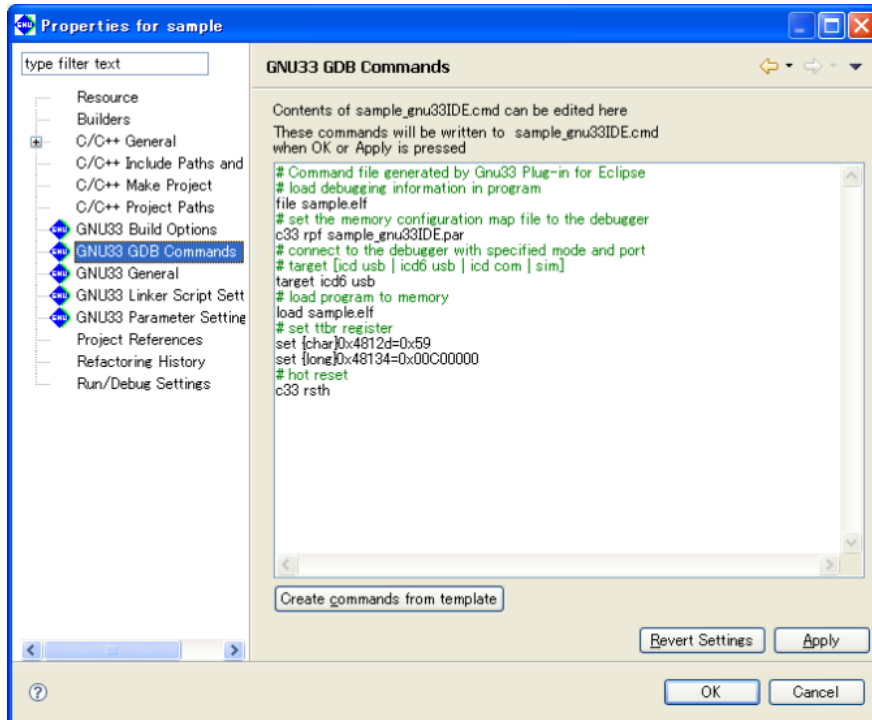 Properties for sample
type filter text
Resource
Builders
C/C++ General
C/C++ Include Paths and
C/C++ Make Project
C/C++ Project Paths
GNU33 Build Options
GNU33 GDB Commands
GNU33 General
GNU33 Linker Script Sett
GNU33 Parameter Setting
Project References
Refactoring History
Run/Debug Settings
GNU33 GDB Commands
Contents of sample_gnu33IDE.cmd can be edited here
These commands will be written to sample_gnu33IDE.cmd
when OK or Apply is pressed
# Command file generated by Gnu33 Plug-in for Eclipse
# load debugging information in program
file sample.elf
# set the memory configuration map file to the debugger
c33 rpf sample_gnu33IDE.par
# connect to the debugger with specified mode and port
# target [icd usb | icd6 usb | icd com | sim]
target icd6 usb
# load program to memory
load sample.elf
# set ttbr register
set {char}0x4812d=0x59
set {long}0x48134=0x00C00000
# hot reset
c33 rsth
Create commands from template
Revert Settings
Apply
OK
Cancel